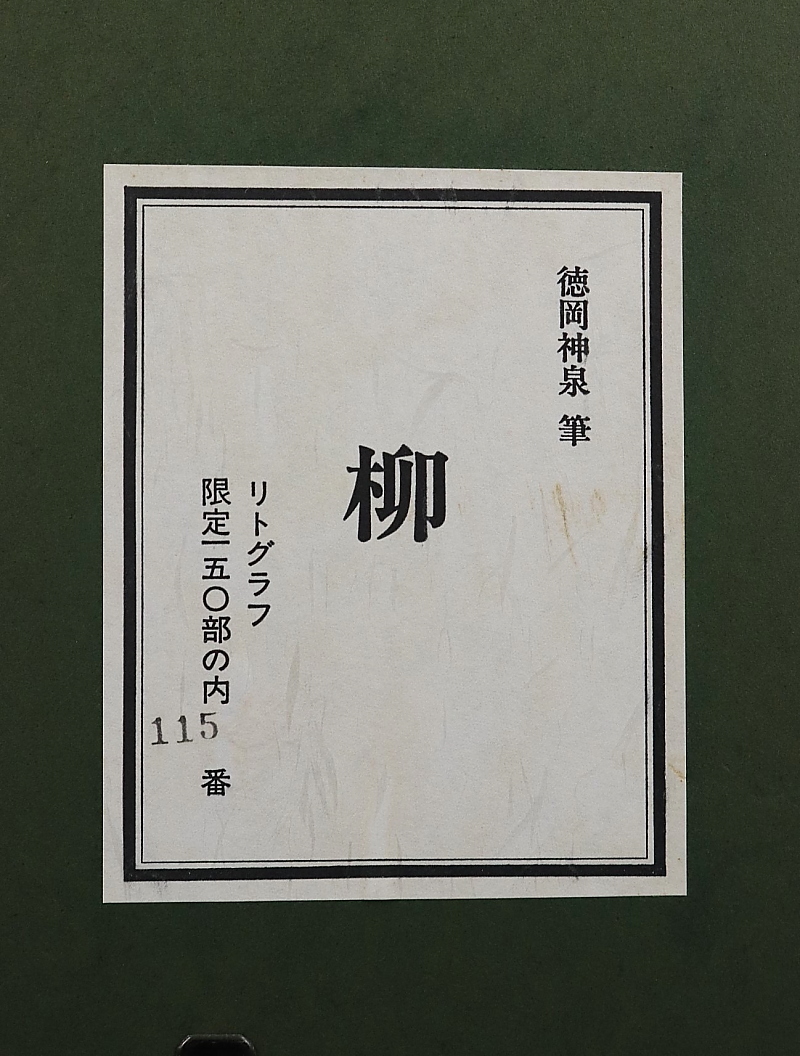 徳岡神泉 筆
柳
リトグラフ
限定一五〇部の内
115
番